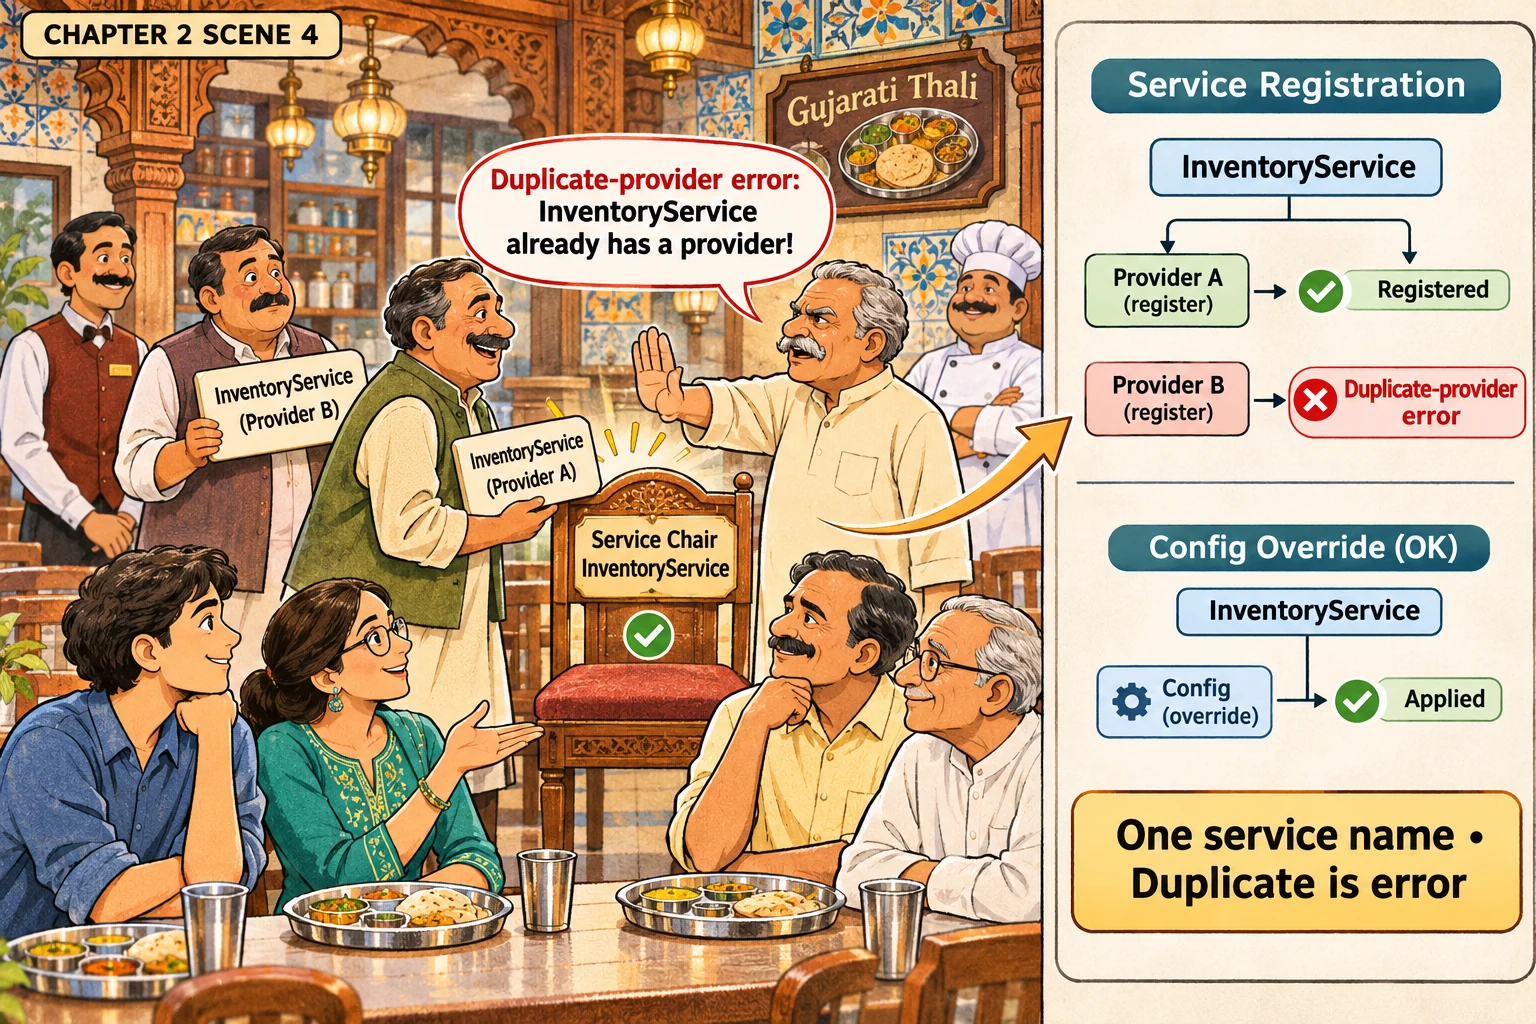 CHAPTER 2 SCENE 4
Gujarati Thali
Duplicate-provider error:
InventoryService
already has a provider!
InventoryService
(Provider B)
InventoryService
(Provider A)
Service Chair
InventoryService
Service Registration
InventoryService
Provider A
(register)
Registered
Provider B
(register)
Duplicate-provider
error
Config Override (OK)
InventoryService
Config
(override)
Applied
One service name •
Duplicate is error